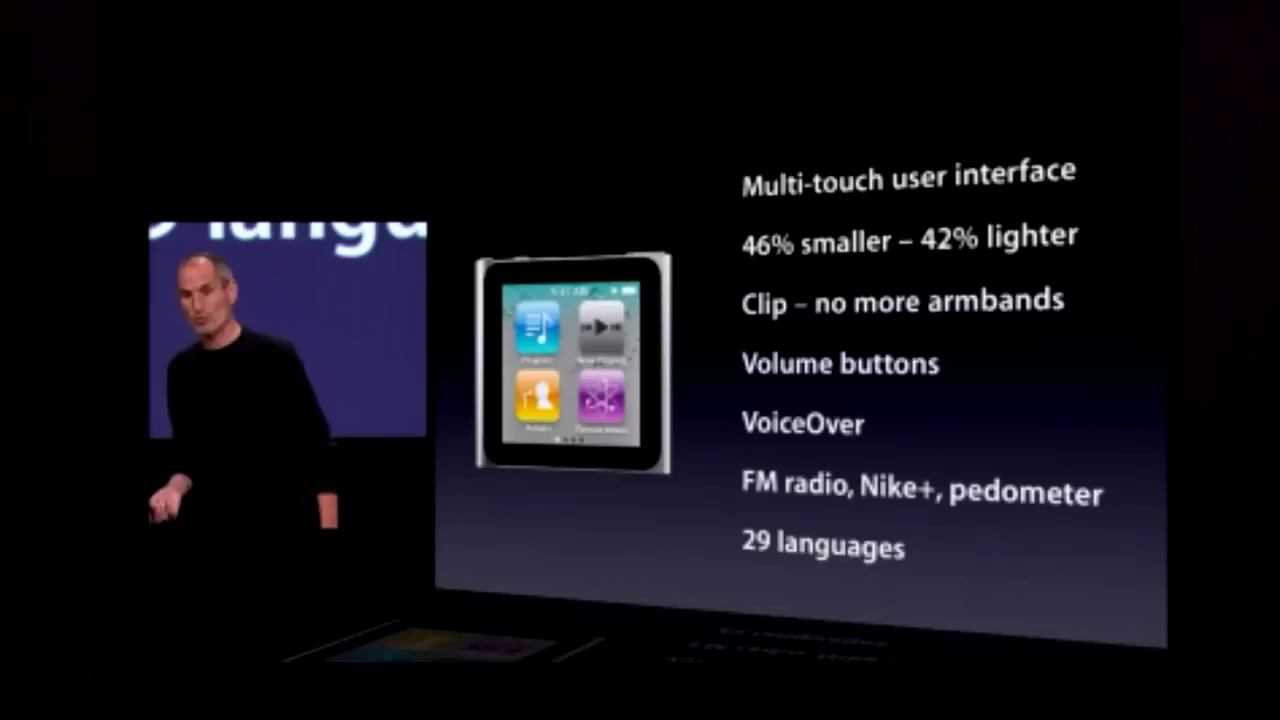 langu
Multi-touch user interface
46% smaller – 42% lighter
Clip – no more armbands
Volume buttons
VoiceOver
FM radio, Nike+, pedometer
29 languages